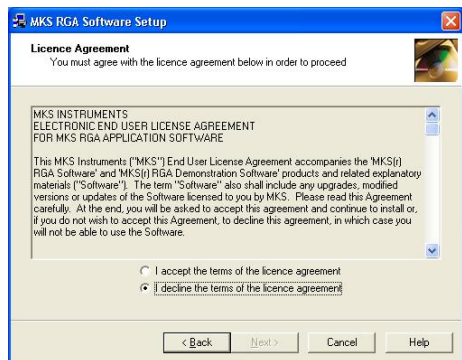 MKS RGA Software Setup
Licence Agreement
You must agree with the licence agreement below in order to proceed
MKS INSTRUMENTS
ELECTRONIC END USER LICENSE AGREEMENT
FOR MKS RGA APPLICATION SOFTWARE
This MKS Instruments ("MKS") End User License Agreement accompanies the 'MKS(r)
RGA Software' and 'MKS(r) RGA Demonstration Software' products and related explanatory
materials ("Software"). The term "Software" also shall include any upgrades, modified
versions or updates of the Software licensed to you by MKS. Please read this Agreement
carefully. At the end, you will be asked to accept this agreement and continue to install or,
if you do not wish to accept this Agreement, to decline this agreement, in which case you
will not be able to use the Software.
I accept the terms of the licence agreement
I decline the terms of the licence agreement
< Back Next > Cancel Help